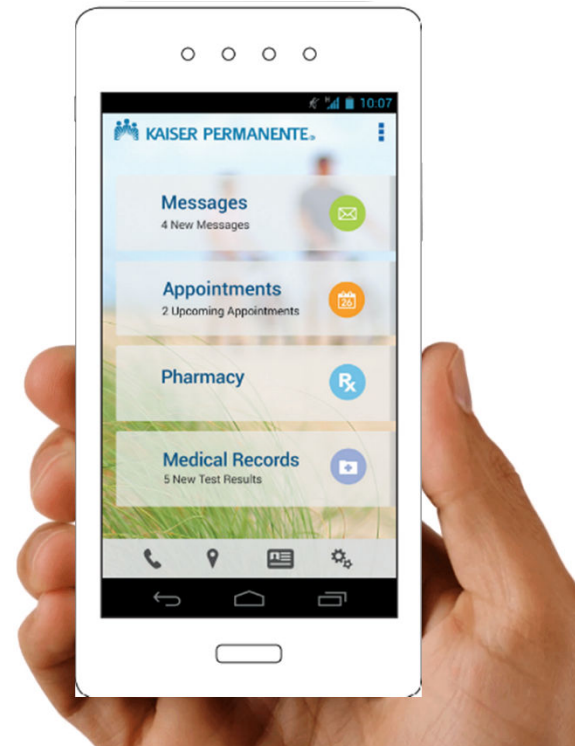 10:07
KAISER PERMANENTE®
Messages
4 New Messages
Appointments
2 Upcoming Appointments
26
Pharmacy
Rx
Medical Records
5 New Test Results